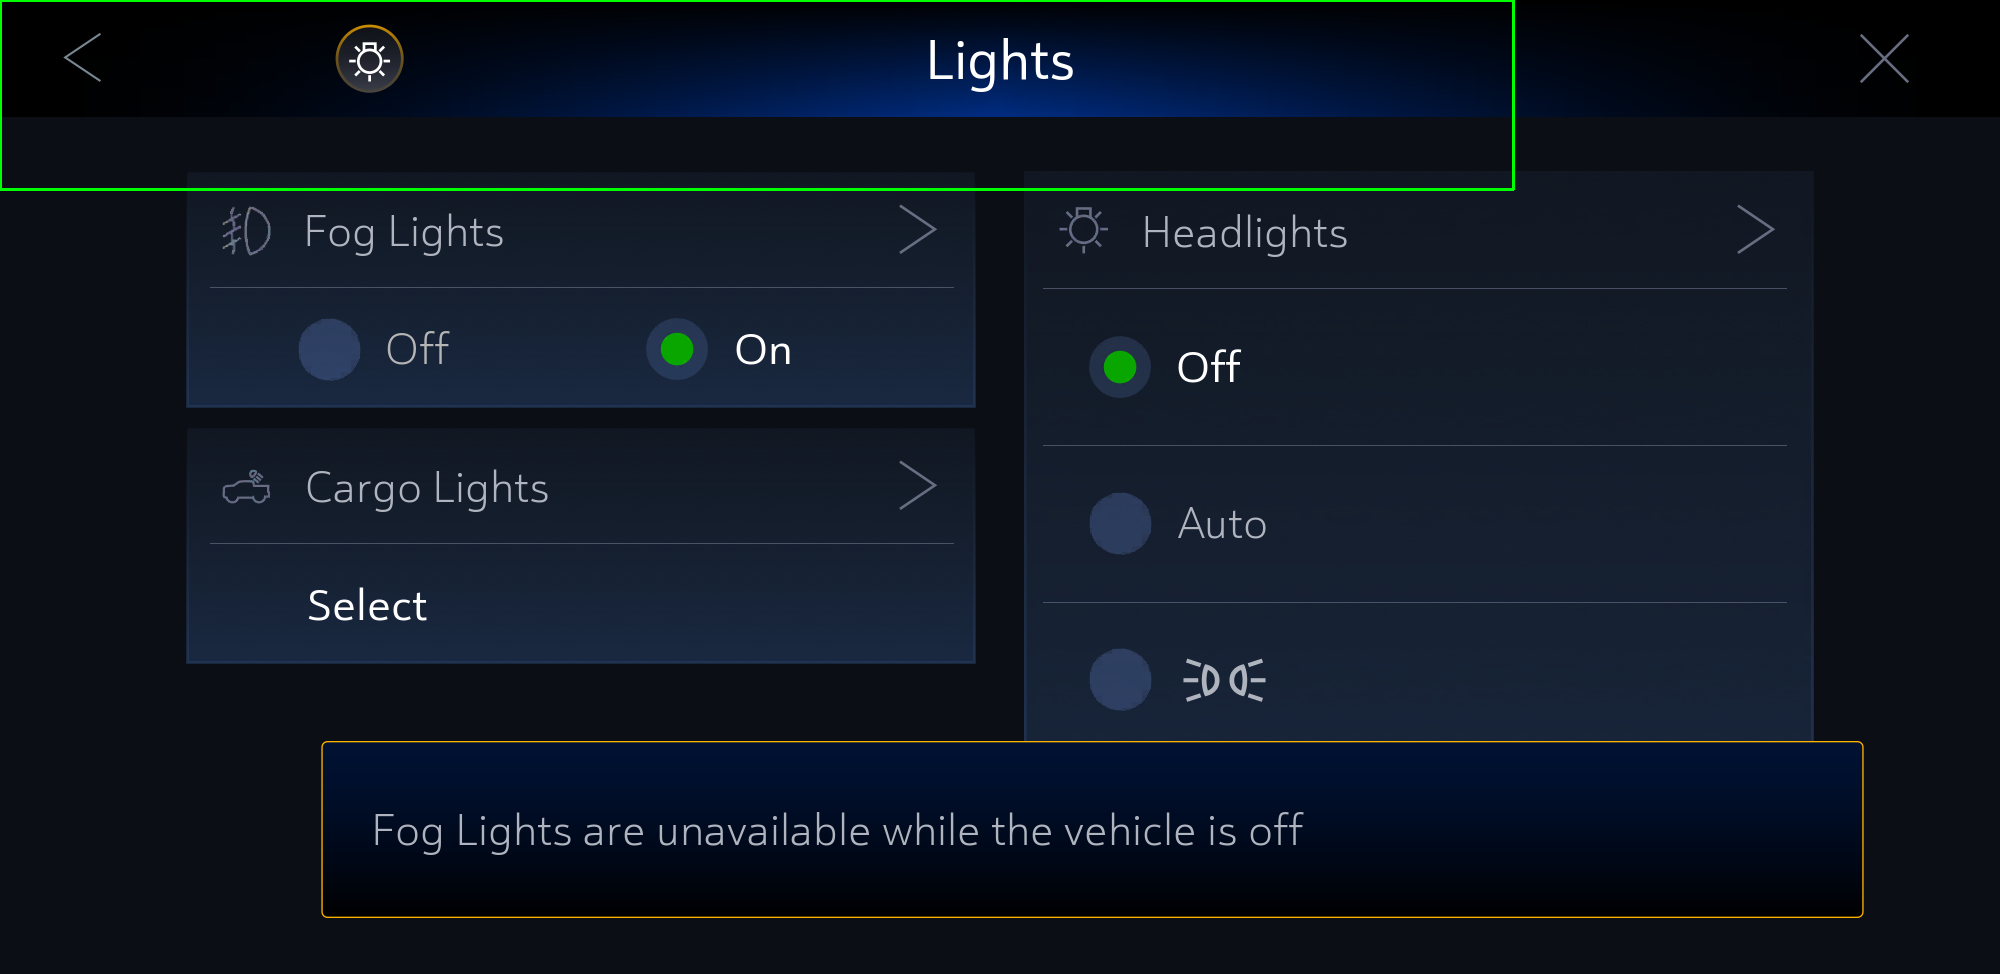 Lights
Fog Lights
Off
On
Cargo Lights
Select
Headlights
Off
Auto
Fog Lights are unavailable while the vehicle is off